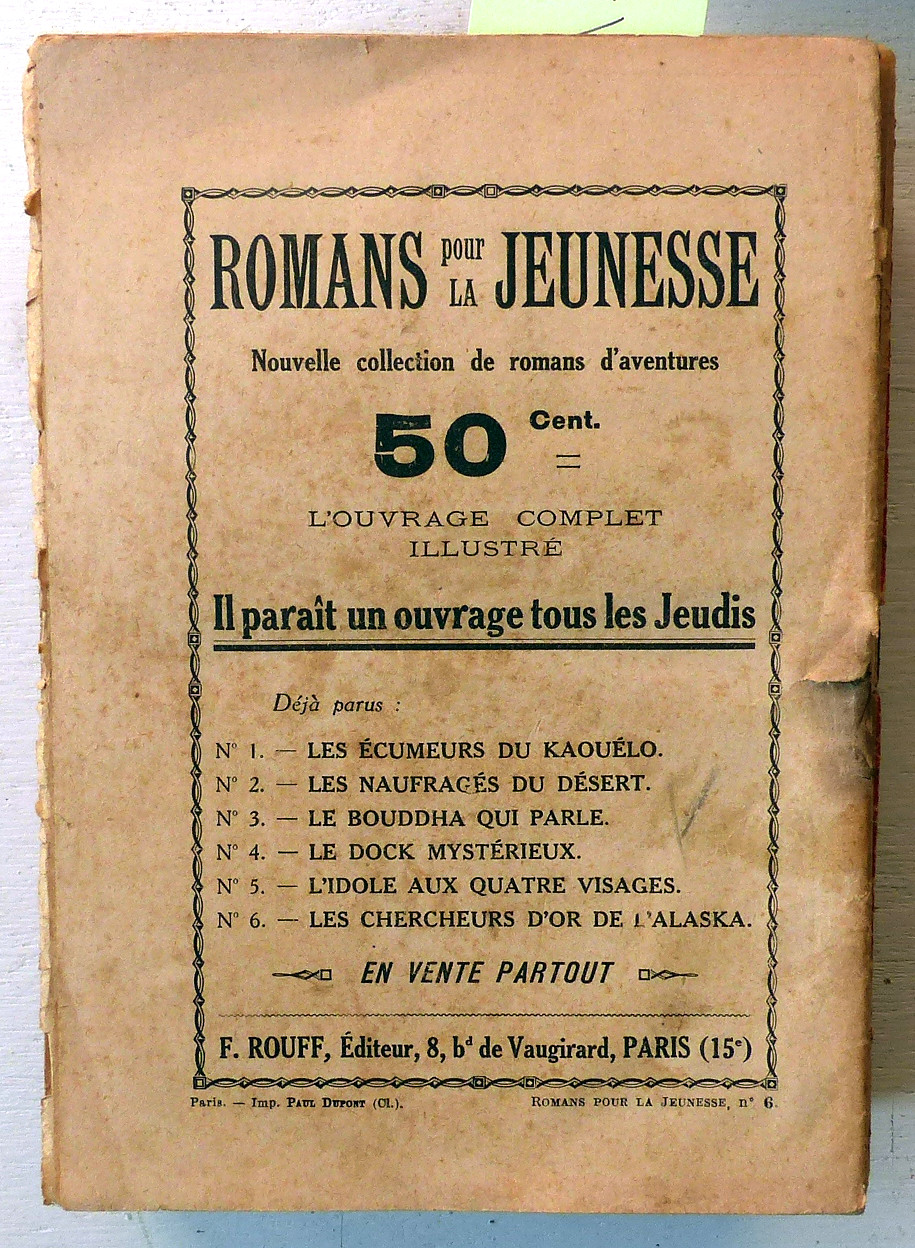 ROMANS pour LA JEUNESSE
Nouvelle collection de romans d'aventures
50 Cent.
L'OUVRAGE COMPLET
ILLUSTRÉ
Il paraît un ouvrage tous les Jeudis
Déjà parus :
N° 1. — LES ÉCUMEURS DU KAOUÉLO.
N° 2. — LES NAUFRAGÉS DU DÉSERT.
N° 3. — LE BOUDDHA QUI PARLE.
N° 4. — LE DOCK MYSTÉRIEUX.
N° 5. — L'IDOLE AUX QUATRE VISAGES.
N° 6. — LES CHERCHEURS D'OR DE L'ALASKA.
EN VENTE PARTOUT
F. ROUFF, Éditeur, 8, bd de Vaugirard, PARIS (15e)
Paris. — Imp. PAUL DUPONT (Cl.). ROMANS POUR LA JEUNESSE, n° 6.